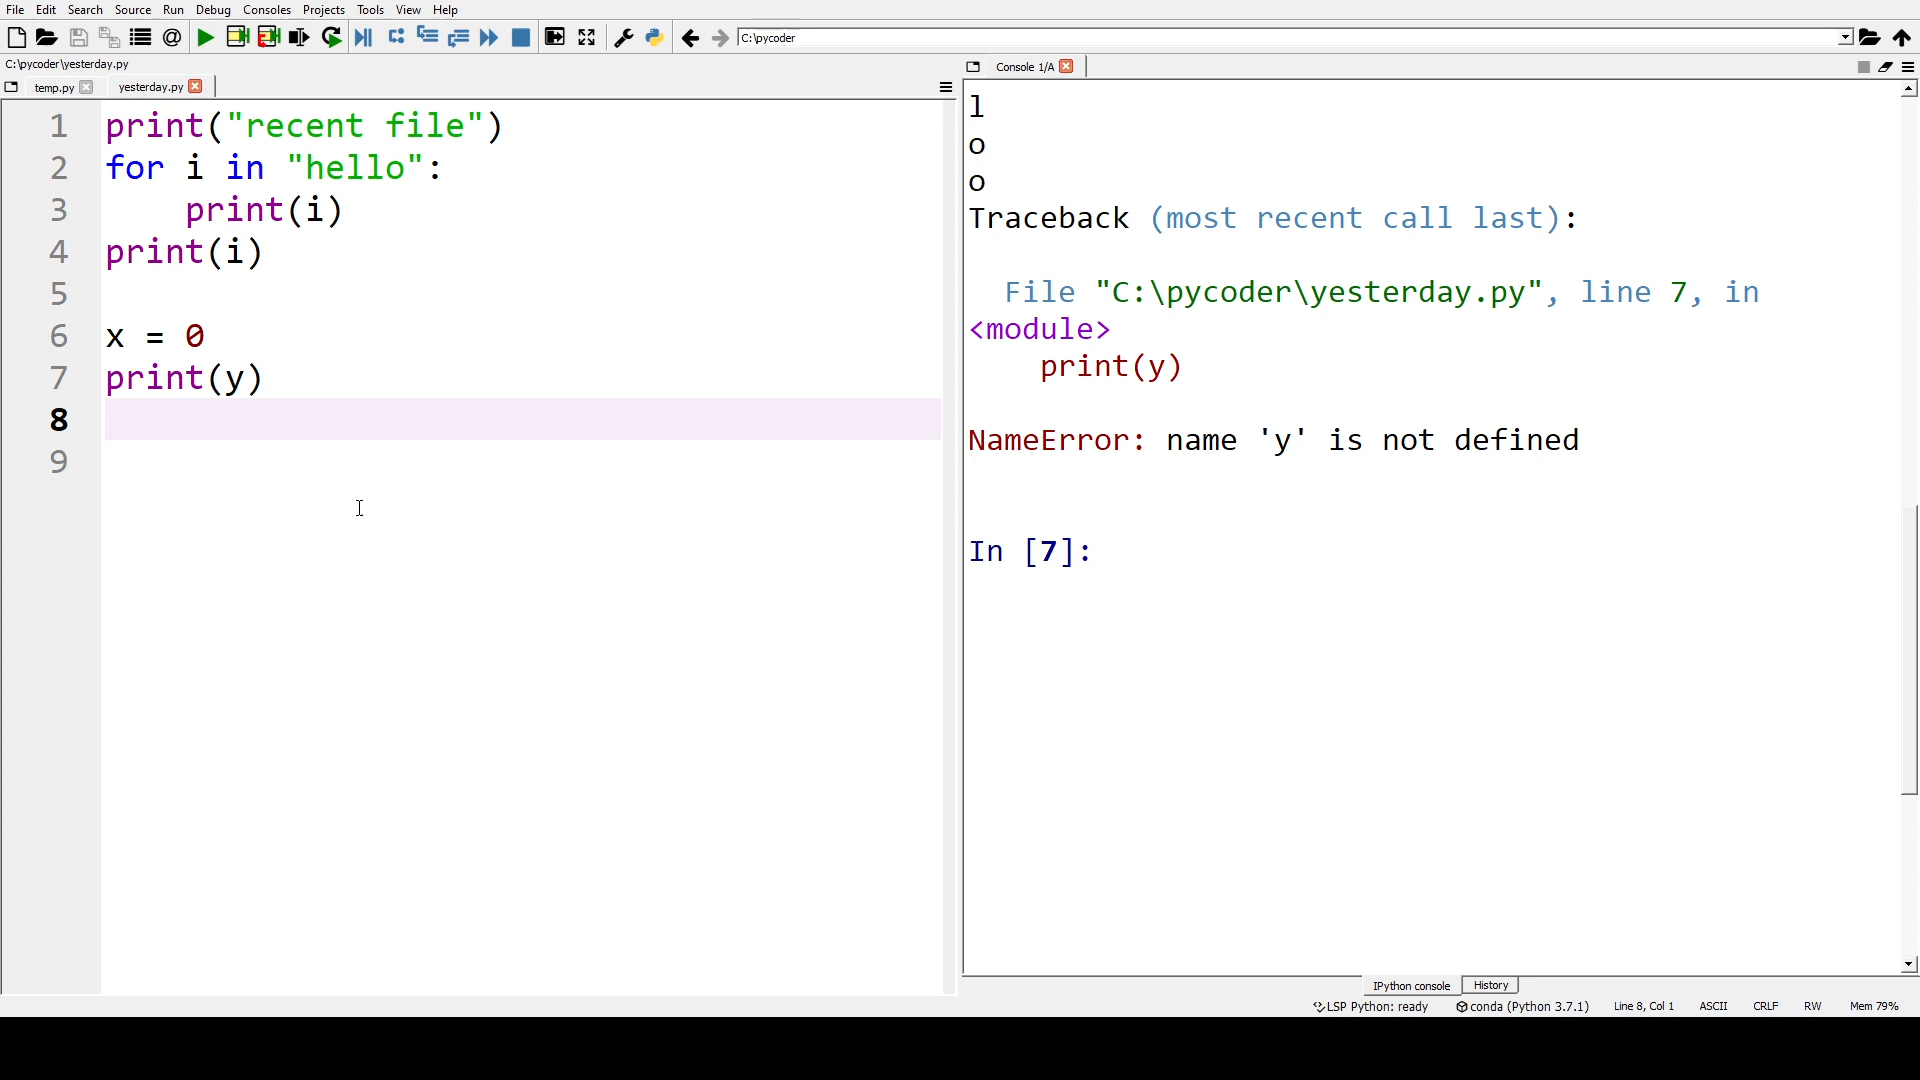 File Edit Search Source Run Debug Consoles Projects Tools View Help
C:\pycoder
C:\pycoder\yesterday.py
temp.py yesterday.py
1 print("recent file")
2 for i in "hello":
3     print(i)
4 print(i)
5
6 x = 0
7 print(y)
8
9
Console 1/A
l
o
o
Traceback (most recent call last):
  File "C:\pycoder\yesterday.py", line 7, in
<module>
    print(y)
NameError: name 'y' is not defined
In [7]:
IPython console History
LSP Python: ready conda (Python 3.7.1) Line 8, Col 1 ASCII CRLF RW Mem 79%